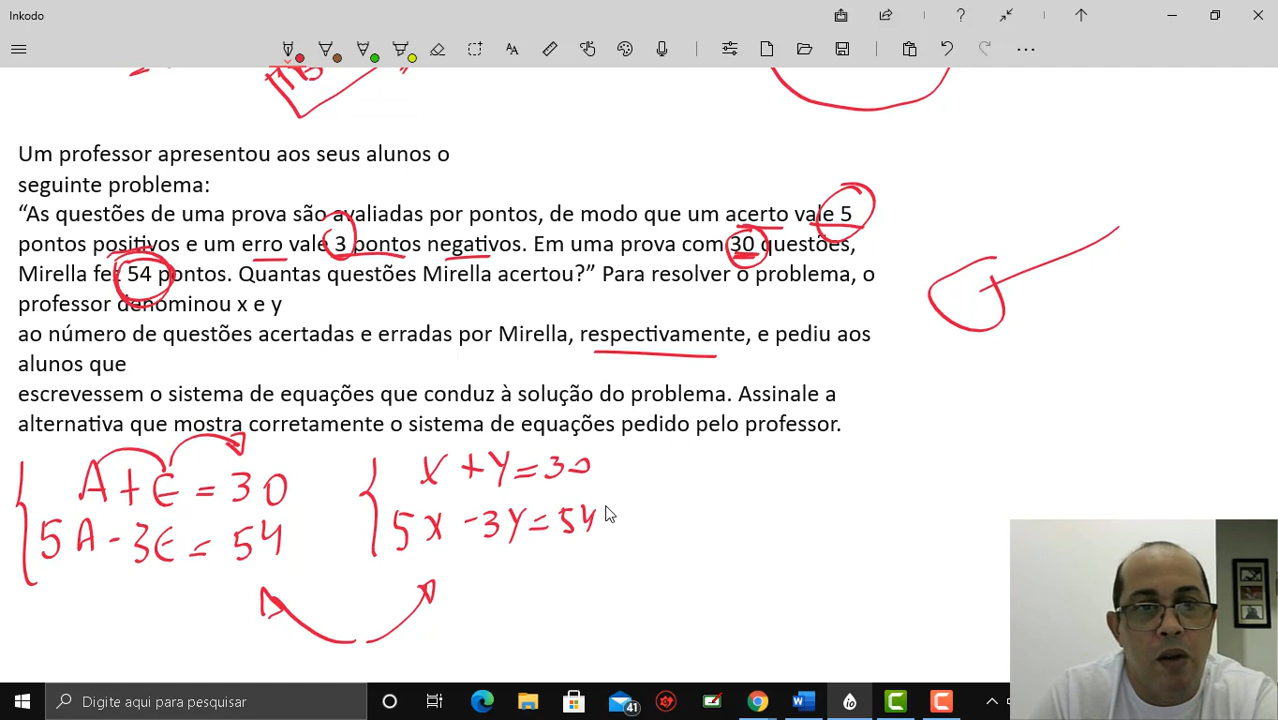 Inkodo
Um professor apresentou aos seus alunos o
seguinte problema:
“As questões de uma prova são avaliadas por pontos, de modo que um acerto vale 5
pontos positivos e um erro vale 3 pontos negativos. Em uma prova com 30 questões,
Mirella fez 54 pontos. Quantas questões Mirella acertou?” Para resolver o problema, o
professor denominou x e y
ao número de questões acertadas e erradas por Mirella, respectivamente, e pediu aos
alunos que
escrevessem o sistema de equações que conduz à solução do problema. Assinale a
alternativa que mostra corretamente o sistema de equações pedido pelo professor.
A + E = 30
5A - 3E = 54
X + Y = 30
5X - 3Y = 54
Digite aqui para pesquisar
41